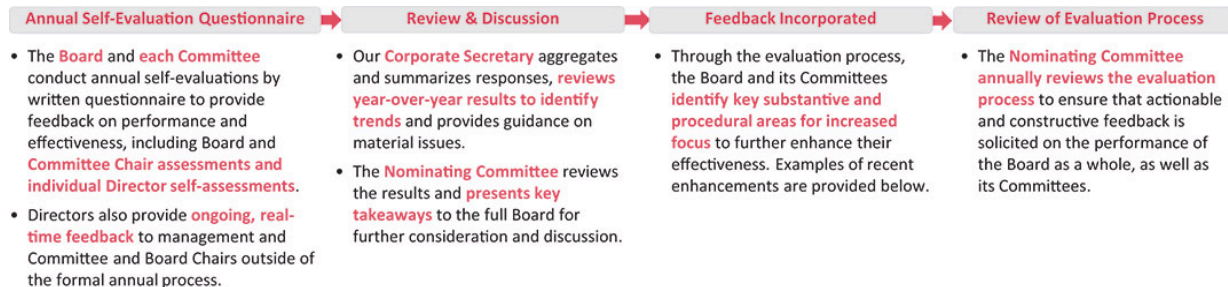 Annual Self-Evaluation Questionnaire
• The Board and each Committee
conduct annual self-evaluations by
written questionnaire to provide
feedback on performance and
effectiveness, including Board and
Committee Chair assessments and
individual Director self-assessments.
• Directors also provide ongoing, real-
time feedback to management and
Committee and Board Chairs outside of
the formal annual process.
Review & Discussion
• Our Corporate Secretary aggregates
and summarizes responses, reviews
year-over-year results to identify
trends and provides guidance on
material issues.
• The Nominating Committee reviews
the results and presents key
takeaways to the full Board for
further consideration and discussion.
Feedback Incorporated
• Through the evaluation process,
the Board and its Committees
identify key substantive and
procedural areas for increased
focus to further enhance their
effectiveness. Examples of recent
enhancements are provided below.
Review of Evaluation Process
• The Nominating Committee
annually reviews the evaluation
process to ensure that actionable
and constructive feedback is
solicited on the performance of
the Board as a whole, as well as
its Committees.